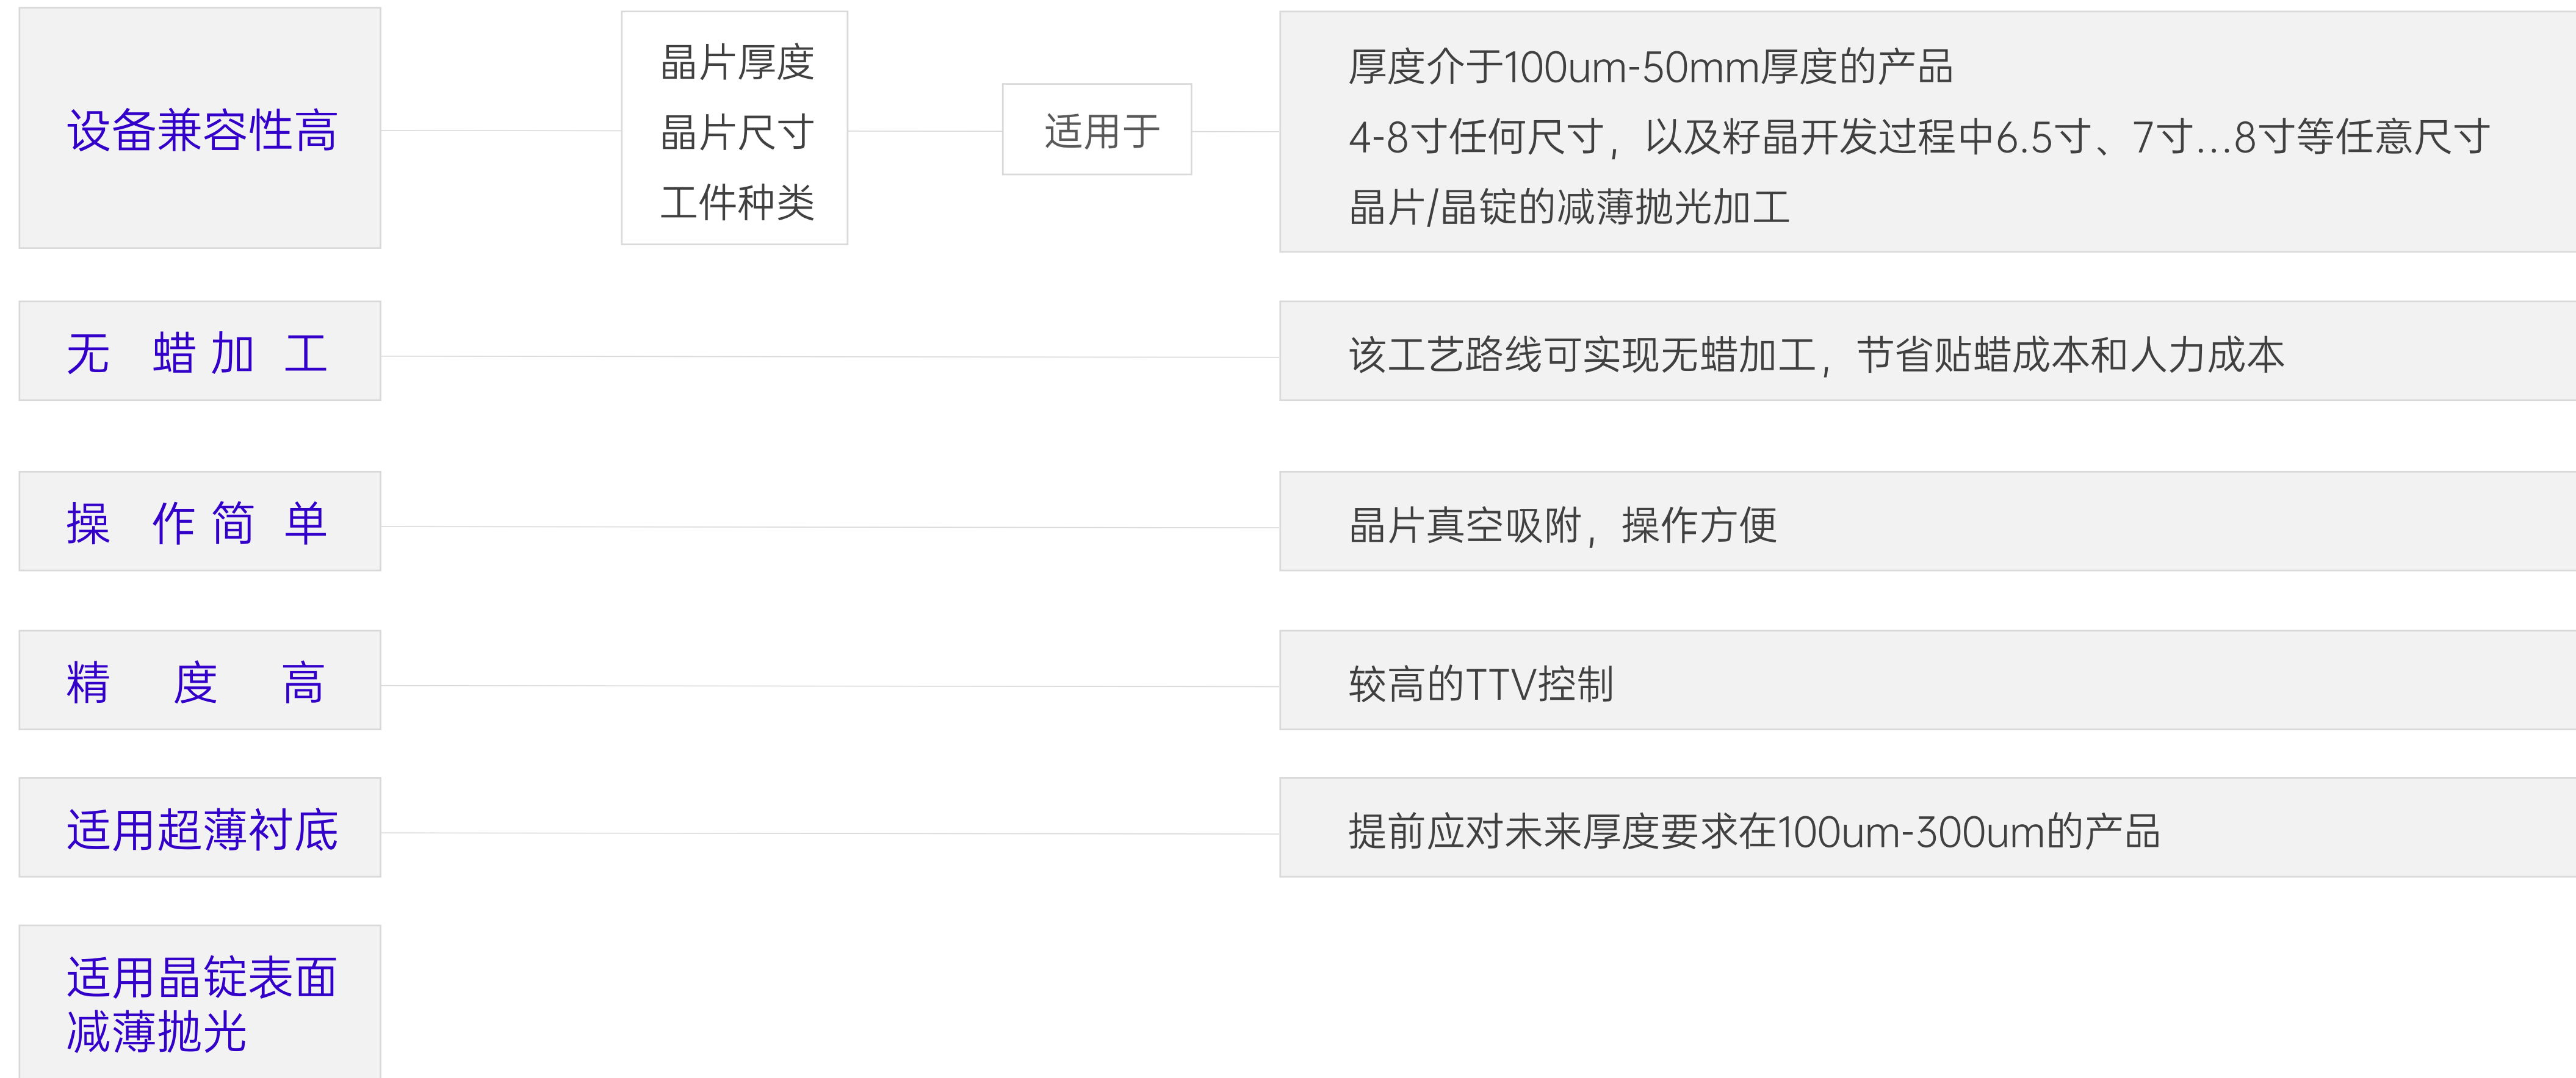 设备兼容性高
晶片厚度
晶片尺寸
工件种类
适用于
厚度介于100um-50mm厚度的产品
4-8寸任何尺寸，以及籽晶开发过程中6.5寸、7寸...8寸等任意尺寸
晶片/晶锭的减薄抛光加工
无蜡加工
该工艺路线可实现无蜡加工，节省贴蜡成本和人力成本
操作简单
晶片真空吸附，操作方便
精度高
较高的TTV控制
适用超薄衬底
提前应对未来厚度要求在100um-300um的产品
适用晶锭表面
减薄抛光